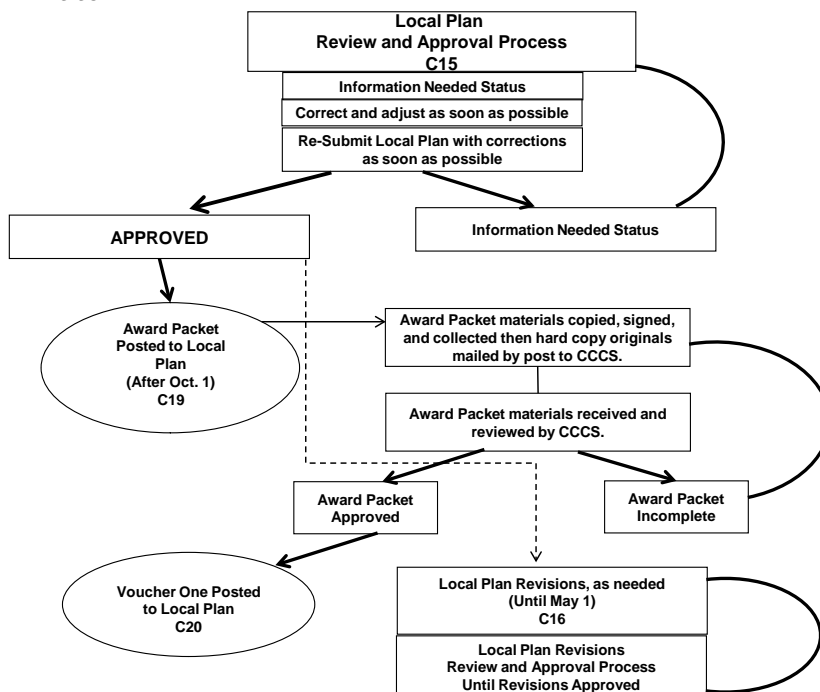 Local Plan
Review and Approval Process
C15
Information Needed Status
Correct and adjust as soon as possible
Re-Submit Local Plan with corrections
as soon as possible
APPROVED
Information Needed Status
Award Packet
Posted to Local
Plan
(After Oct. 1)
C19
Award Packet materials copied, signed,
and collected then hard copy originals
mailed by post to CCCS.
Award Packet materials received and
reviewed by CCCS.
Award Packet
Approved
Award Packet
Incomplete
Voucher One Posted
to Local Plan
C20
Local Plan Revisions, as needed
(Until May 1)
C16
Local Plan Revisions
Review and Approval Process
Until Revisions Approved